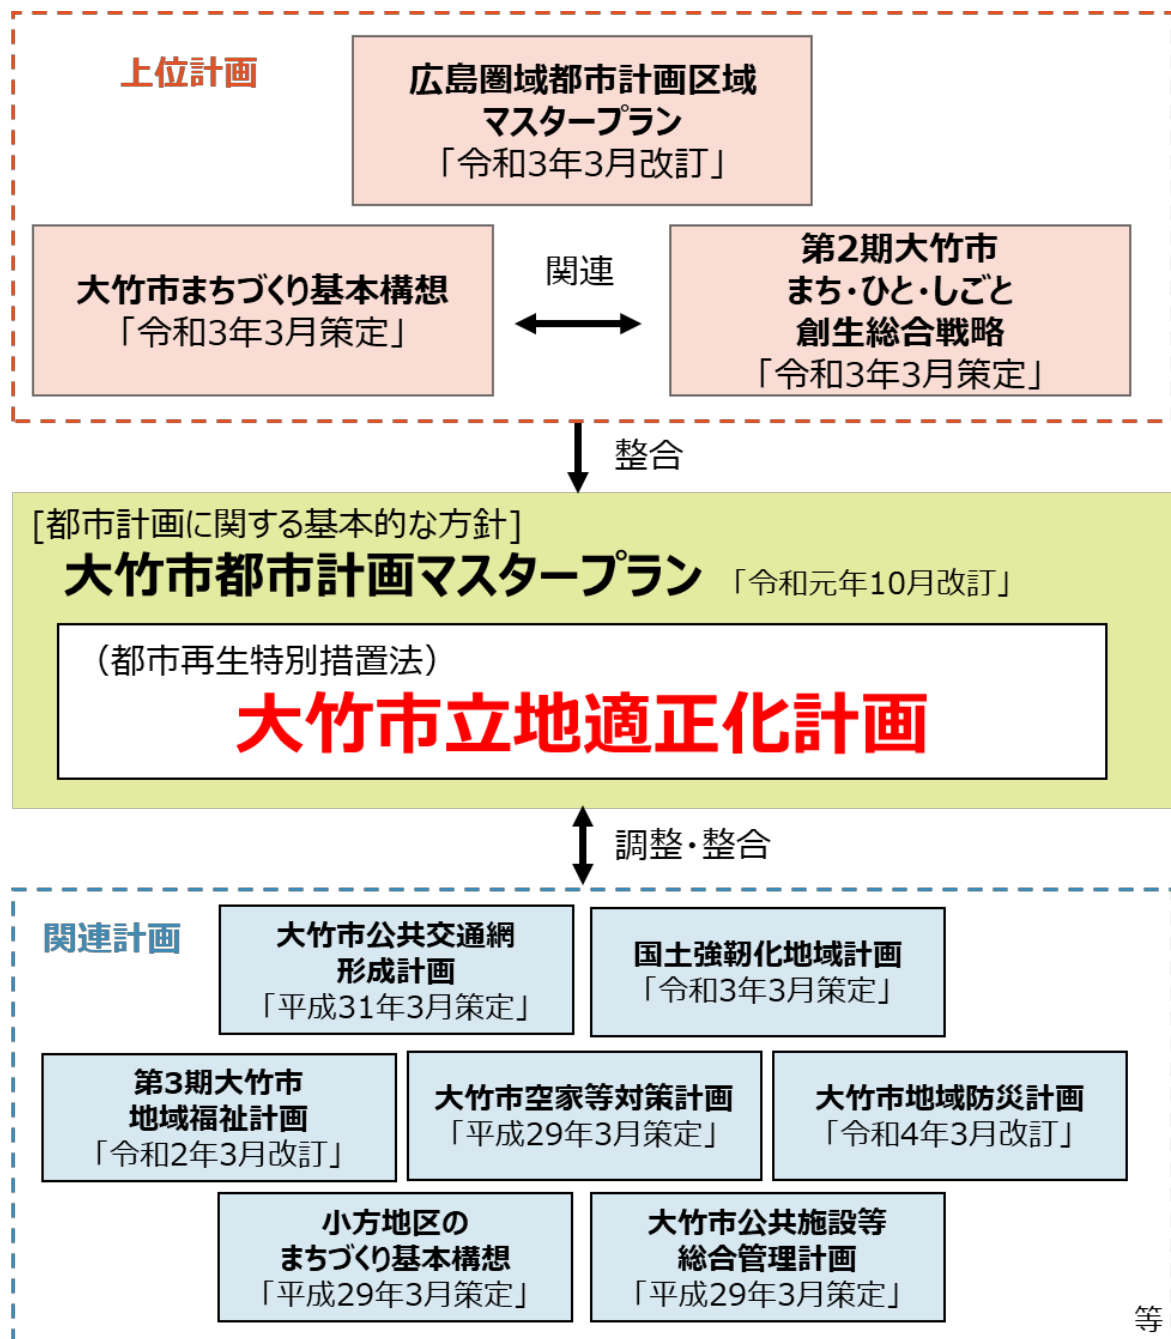 上位計画
広島圏域都市計画区域
マスタープラン
「令和3年3月改訂」
大竹市まちづくり基本構想
「令和3年3月策定」
関連
第2期大竹市
まち・ひと・しごと
創生総合戦略
「令和3年3月策定」
整合
[都市計画に関する基本的な方針]
大竹市都市計画マスタープラン 「令和元年10月改訂」
（都市再生特別措置法）
大竹市立地適正化計画
調整・整合
関連計画
大竹市公共交通網
形成計画
「平成31年3月策定」
国土強靭化地域計画
「令和3年3月策定」
第3期大竹市
地域福祉計画
「令和2年3月改訂」
大竹市空家等対策計画
「平成29年3月策定」
大竹市地域防災計画
「令和4年3月改訂」
小方地区の
まちづくり基本構想
「平成29年3月策定」
大竹市公共施設等
総合管理計画
「平成29年3月策定」
等